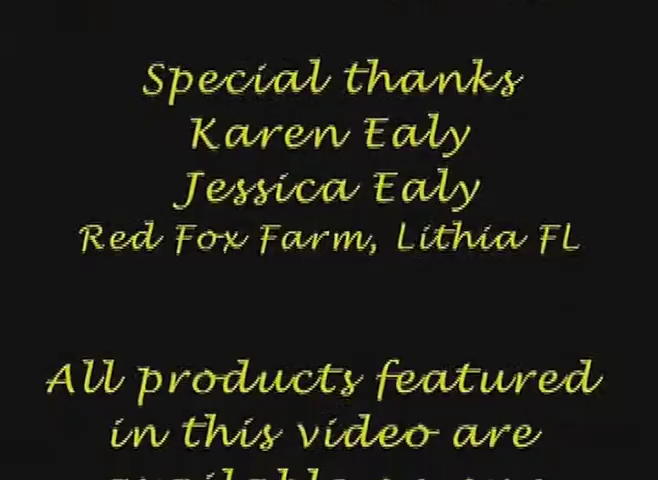 Special thanks
Karen Ealy
Jessica Ealy
Red Fox Farm, Lithia FL
All products featured
in this video are